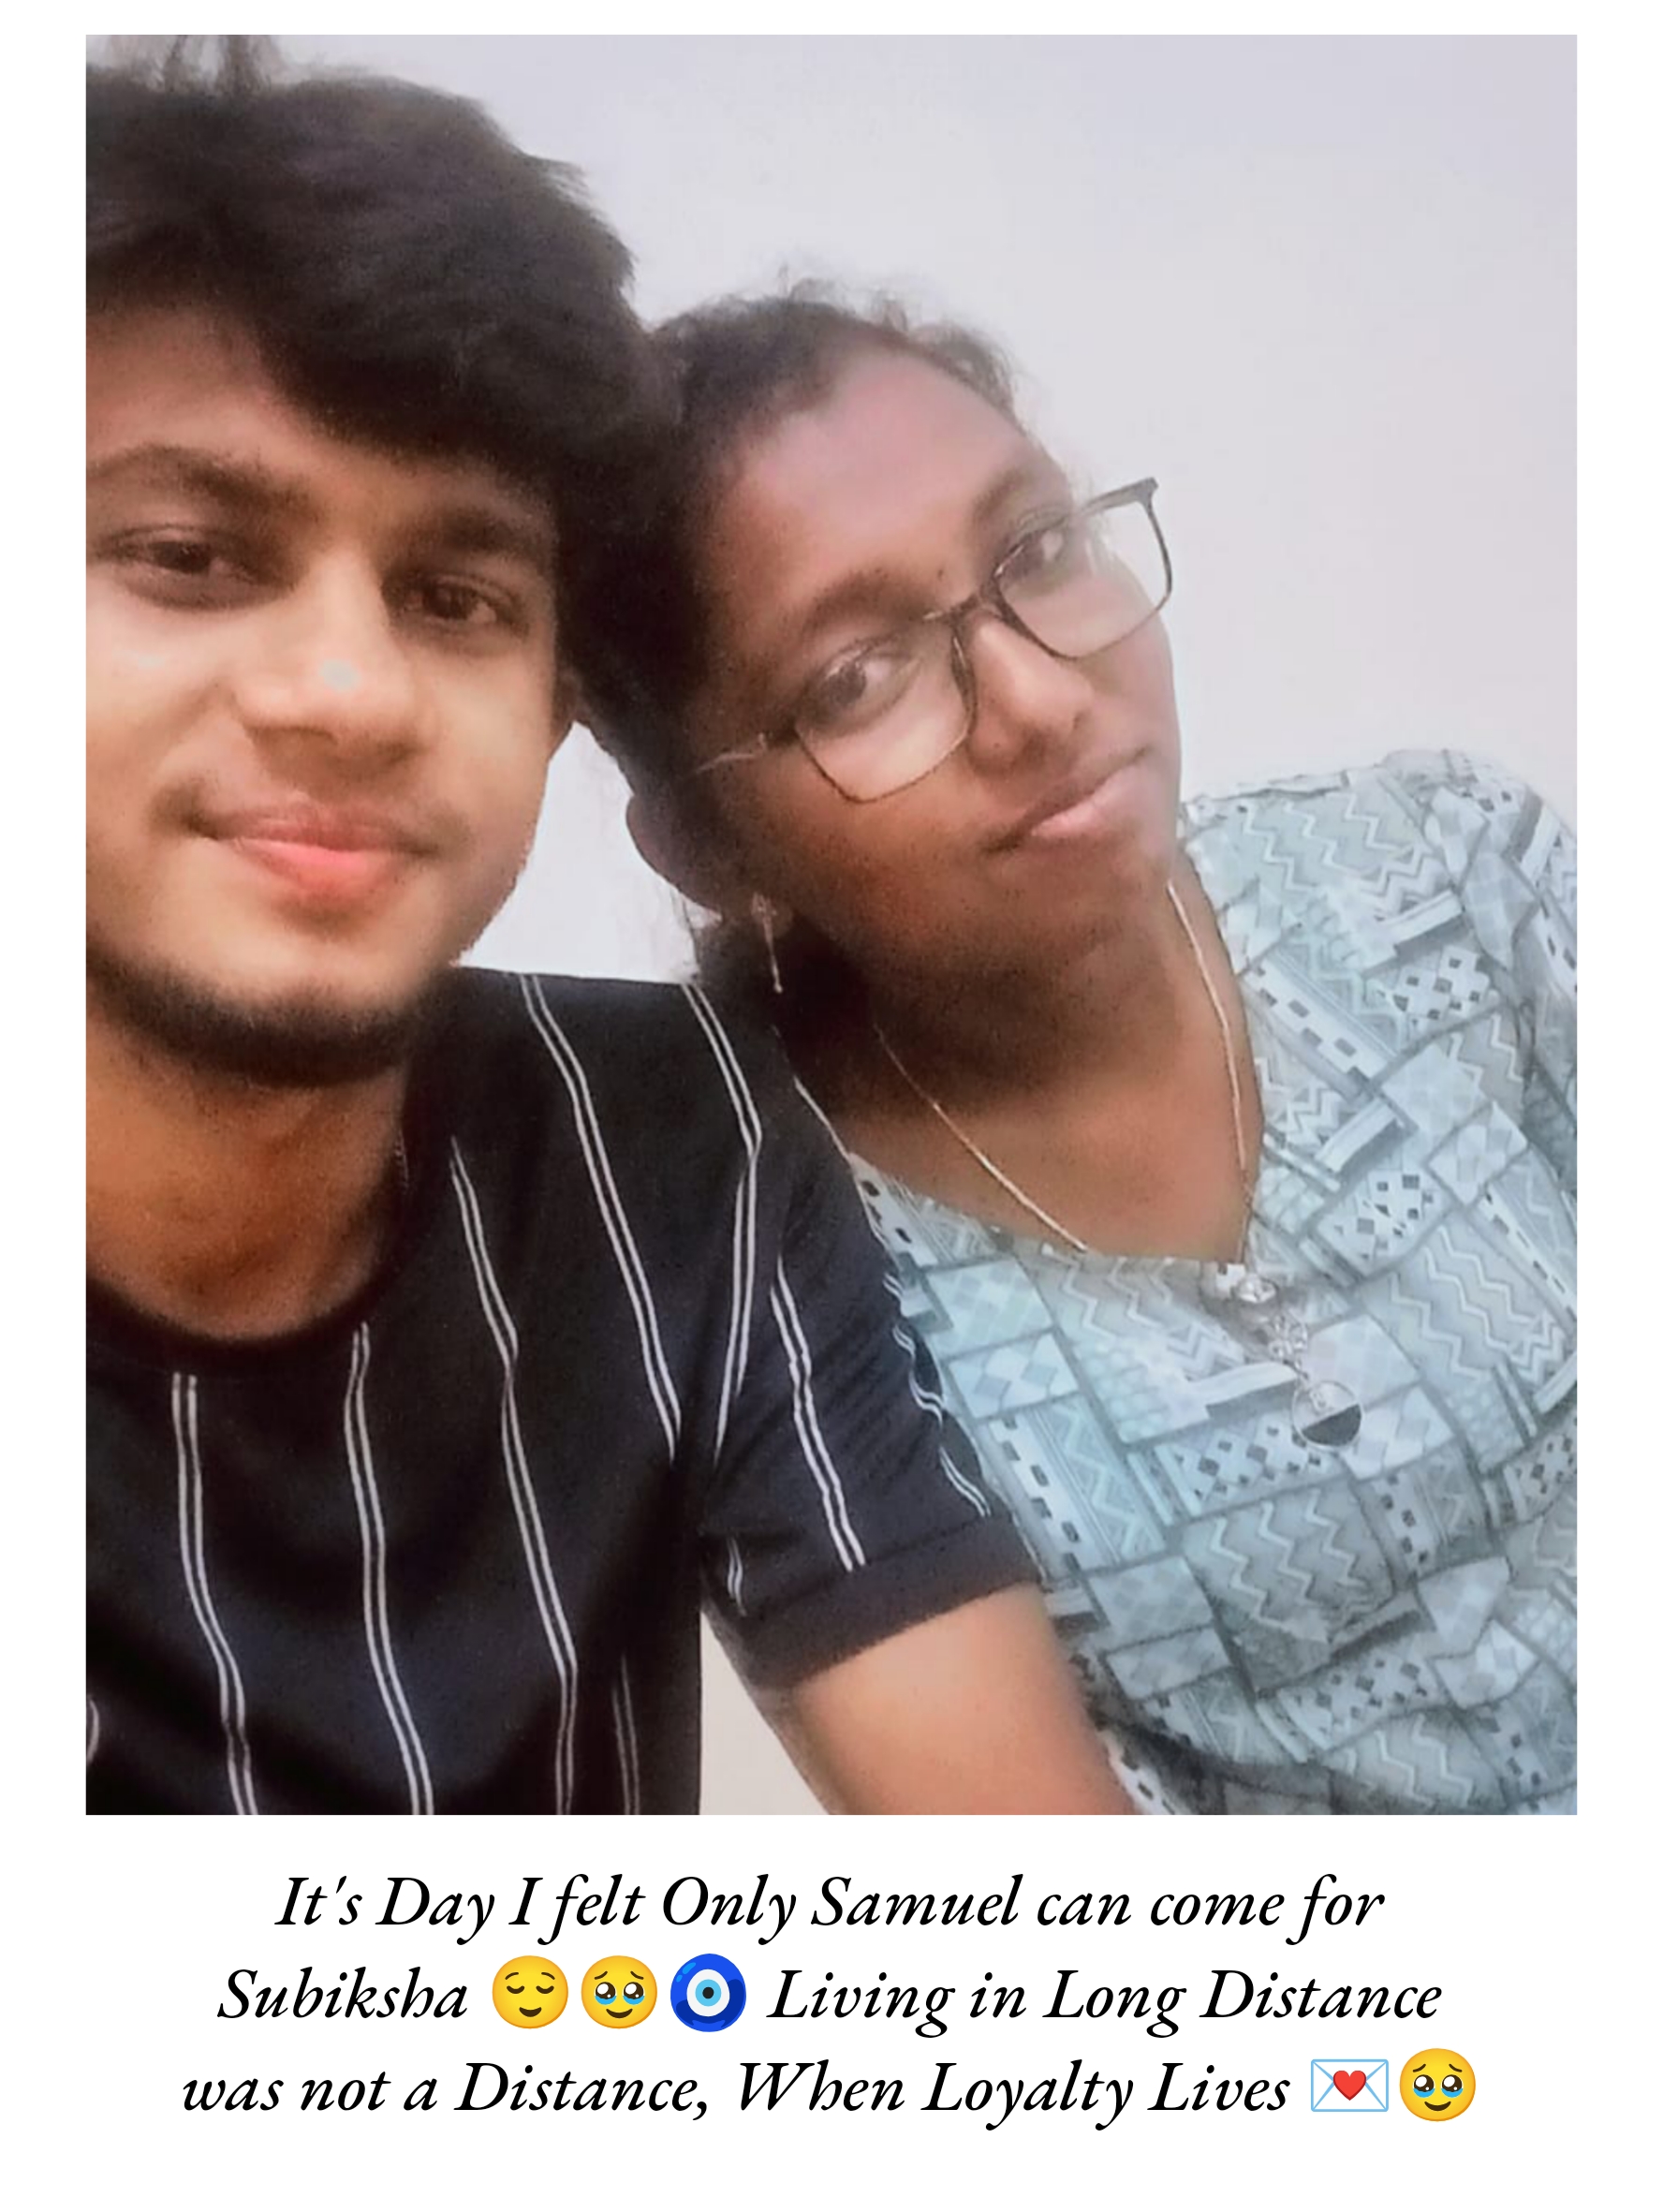 It's Day I felt Only Samuel can come for
Subiksha 😌🥹🧿 Living in Long Distance
was not a Distance, When Loyalty Lives 💌🥹